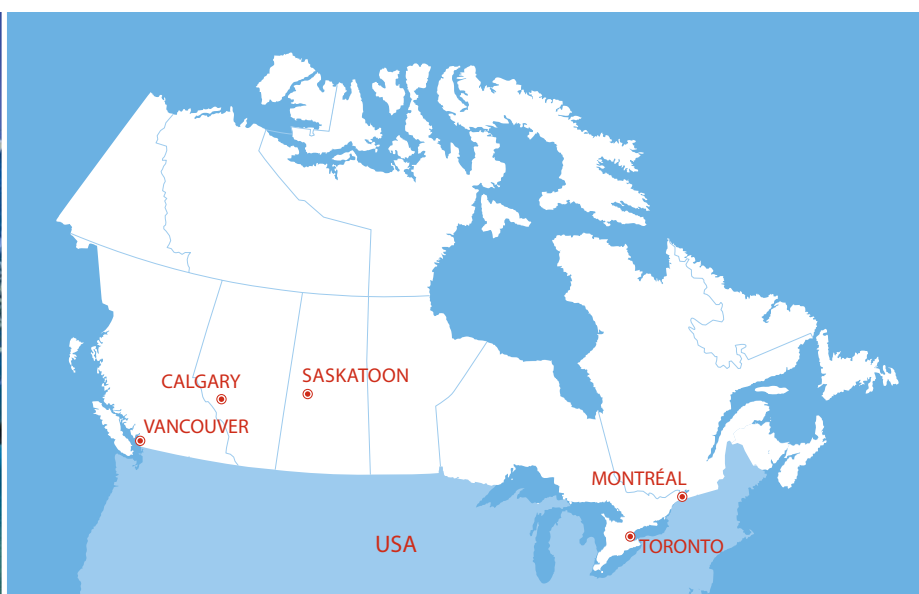 CALGARY
SASKATOON
VANCOUVER
MONTRÉAL
USA
TORONTO